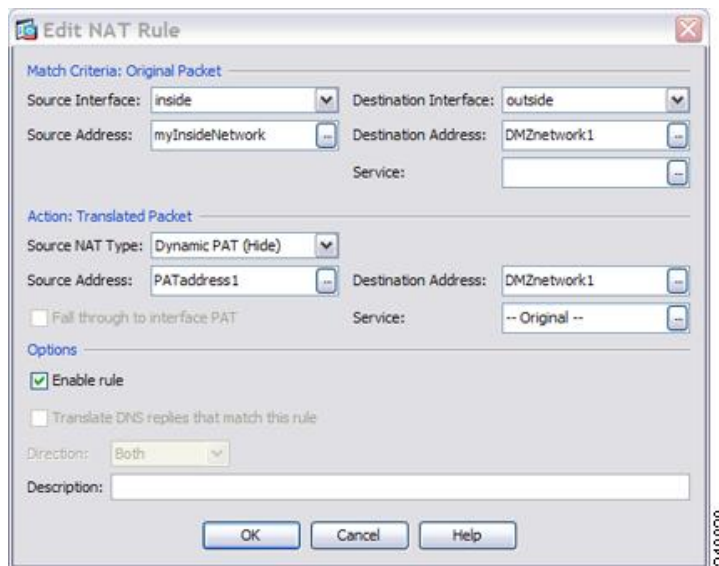 Edit NAT Rule
Match Criteria: Original Packet
Source Interface: inside
Destination Interface: outside
Source Address: myInsideNetwork
Destination Address: DMZnetwork1
Service:
Action: Translated Packet
Source NAT Type: Dynamic PAT (Hide)
Source Address: PATaddress1
Destination Address: DMZnetwork1
Fall through to interface PAT
Service: -- Original --
Options
Enable rule
Translate DNS replies that match this rule
Direction: Both
Description:
OK Cancel Help